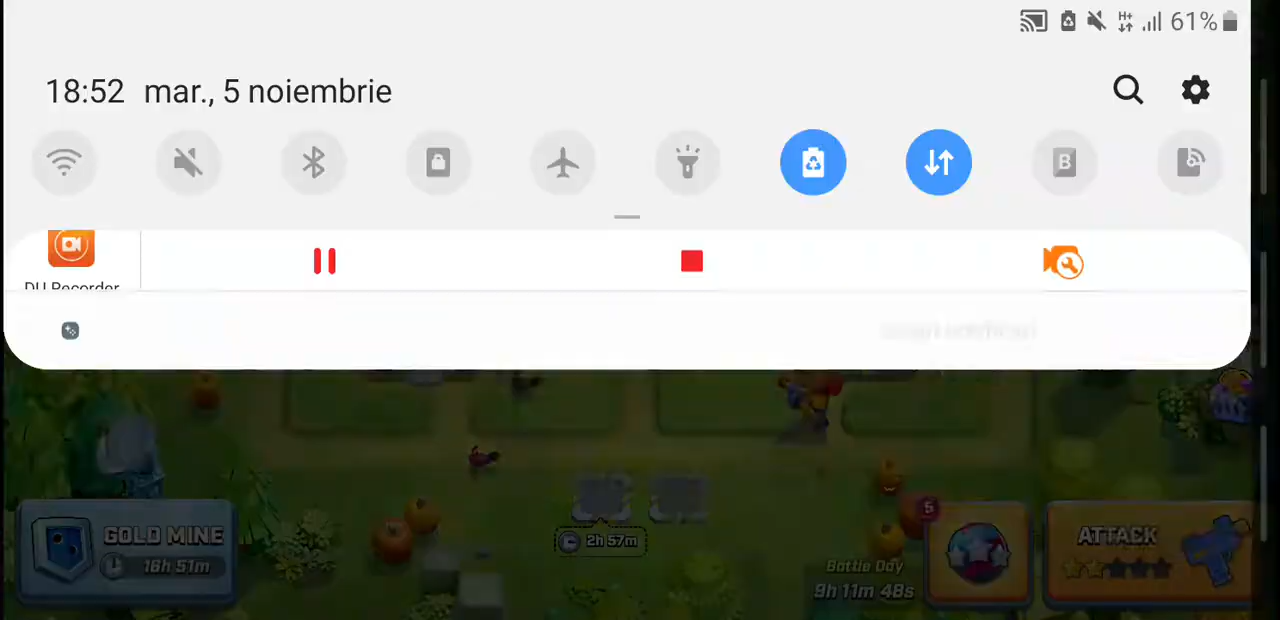 H+ 61%
18:52 mar., 5 noiembrie
B
DU Recorder
5
GOLD MINE
16h 51m
2h 57m
Battle Day
9h 11m 48s
ATTACK